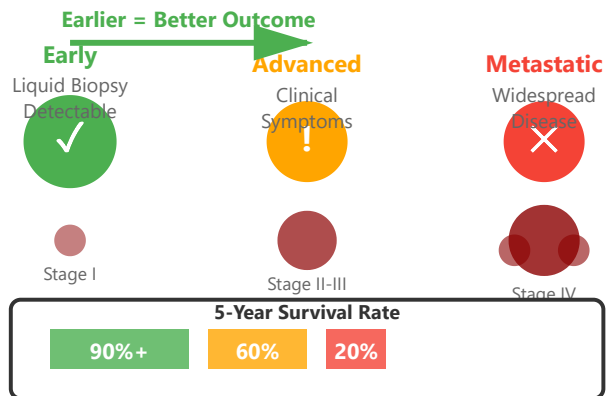 Earlier = Better Outcome
Early
Liquid Biopsy
Detectable
✓
Stage I
Advanced
Clinical
Symptoms
!
Stage II-III
Metastatic
Widespread
Disease
✕
Stage IV
5-Year Survival Rate
90%+
60%
20%